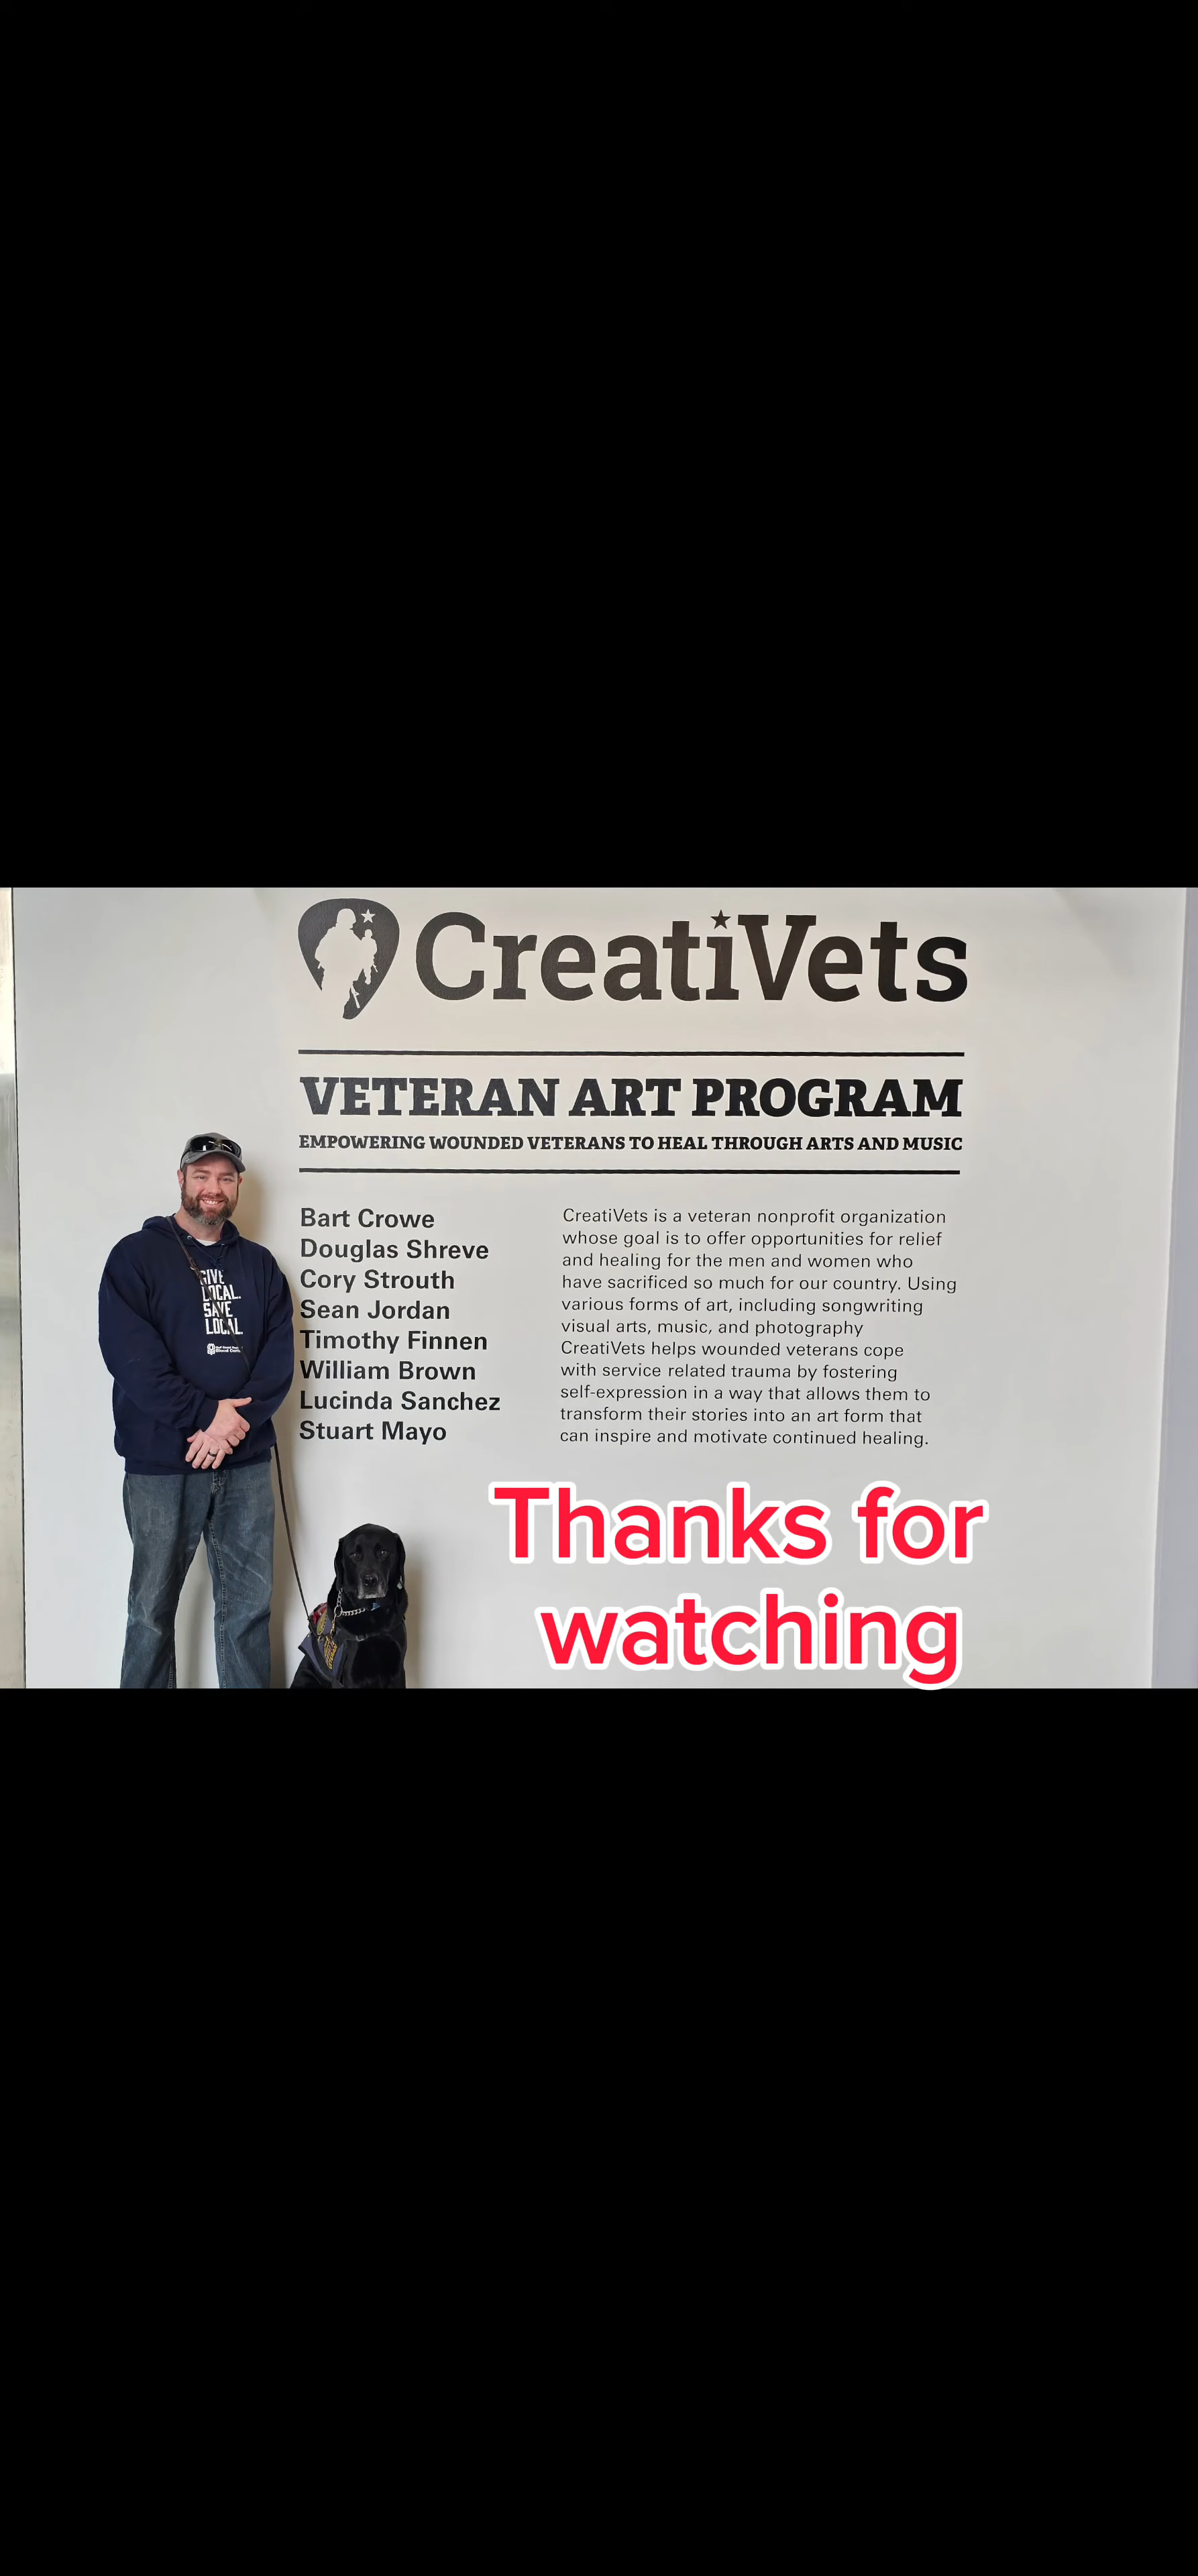 CreatiVets
VETERAN ART PROGRAM
EMPOWERING WOUNDED VETERANS TO HEAL THROUGH ARTS AND MUSIC
Bart Crowe
Douglas Shreve
Cory Strouth
Sean Jordan
Timothy Finnen
William Brown
Lucinda Sanchez
Stuart Mayo
CreatiVets is a veteran nonprofit organization
whose goal is to offer opportunities for relief
and healing for the men and women who
have sacrificed so much for our country. Using
various forms of art, including songwriting
visual arts, music, and photography
CreatiVets helps wounded veterans cope
with service related trauma by fostering
self-expression in a way that allows them to
transform their stories into an art form that
can inspire and motivate continued healing.
GIVE
LOCAL.
SAVE
LOCAL.
Thanks for
watching